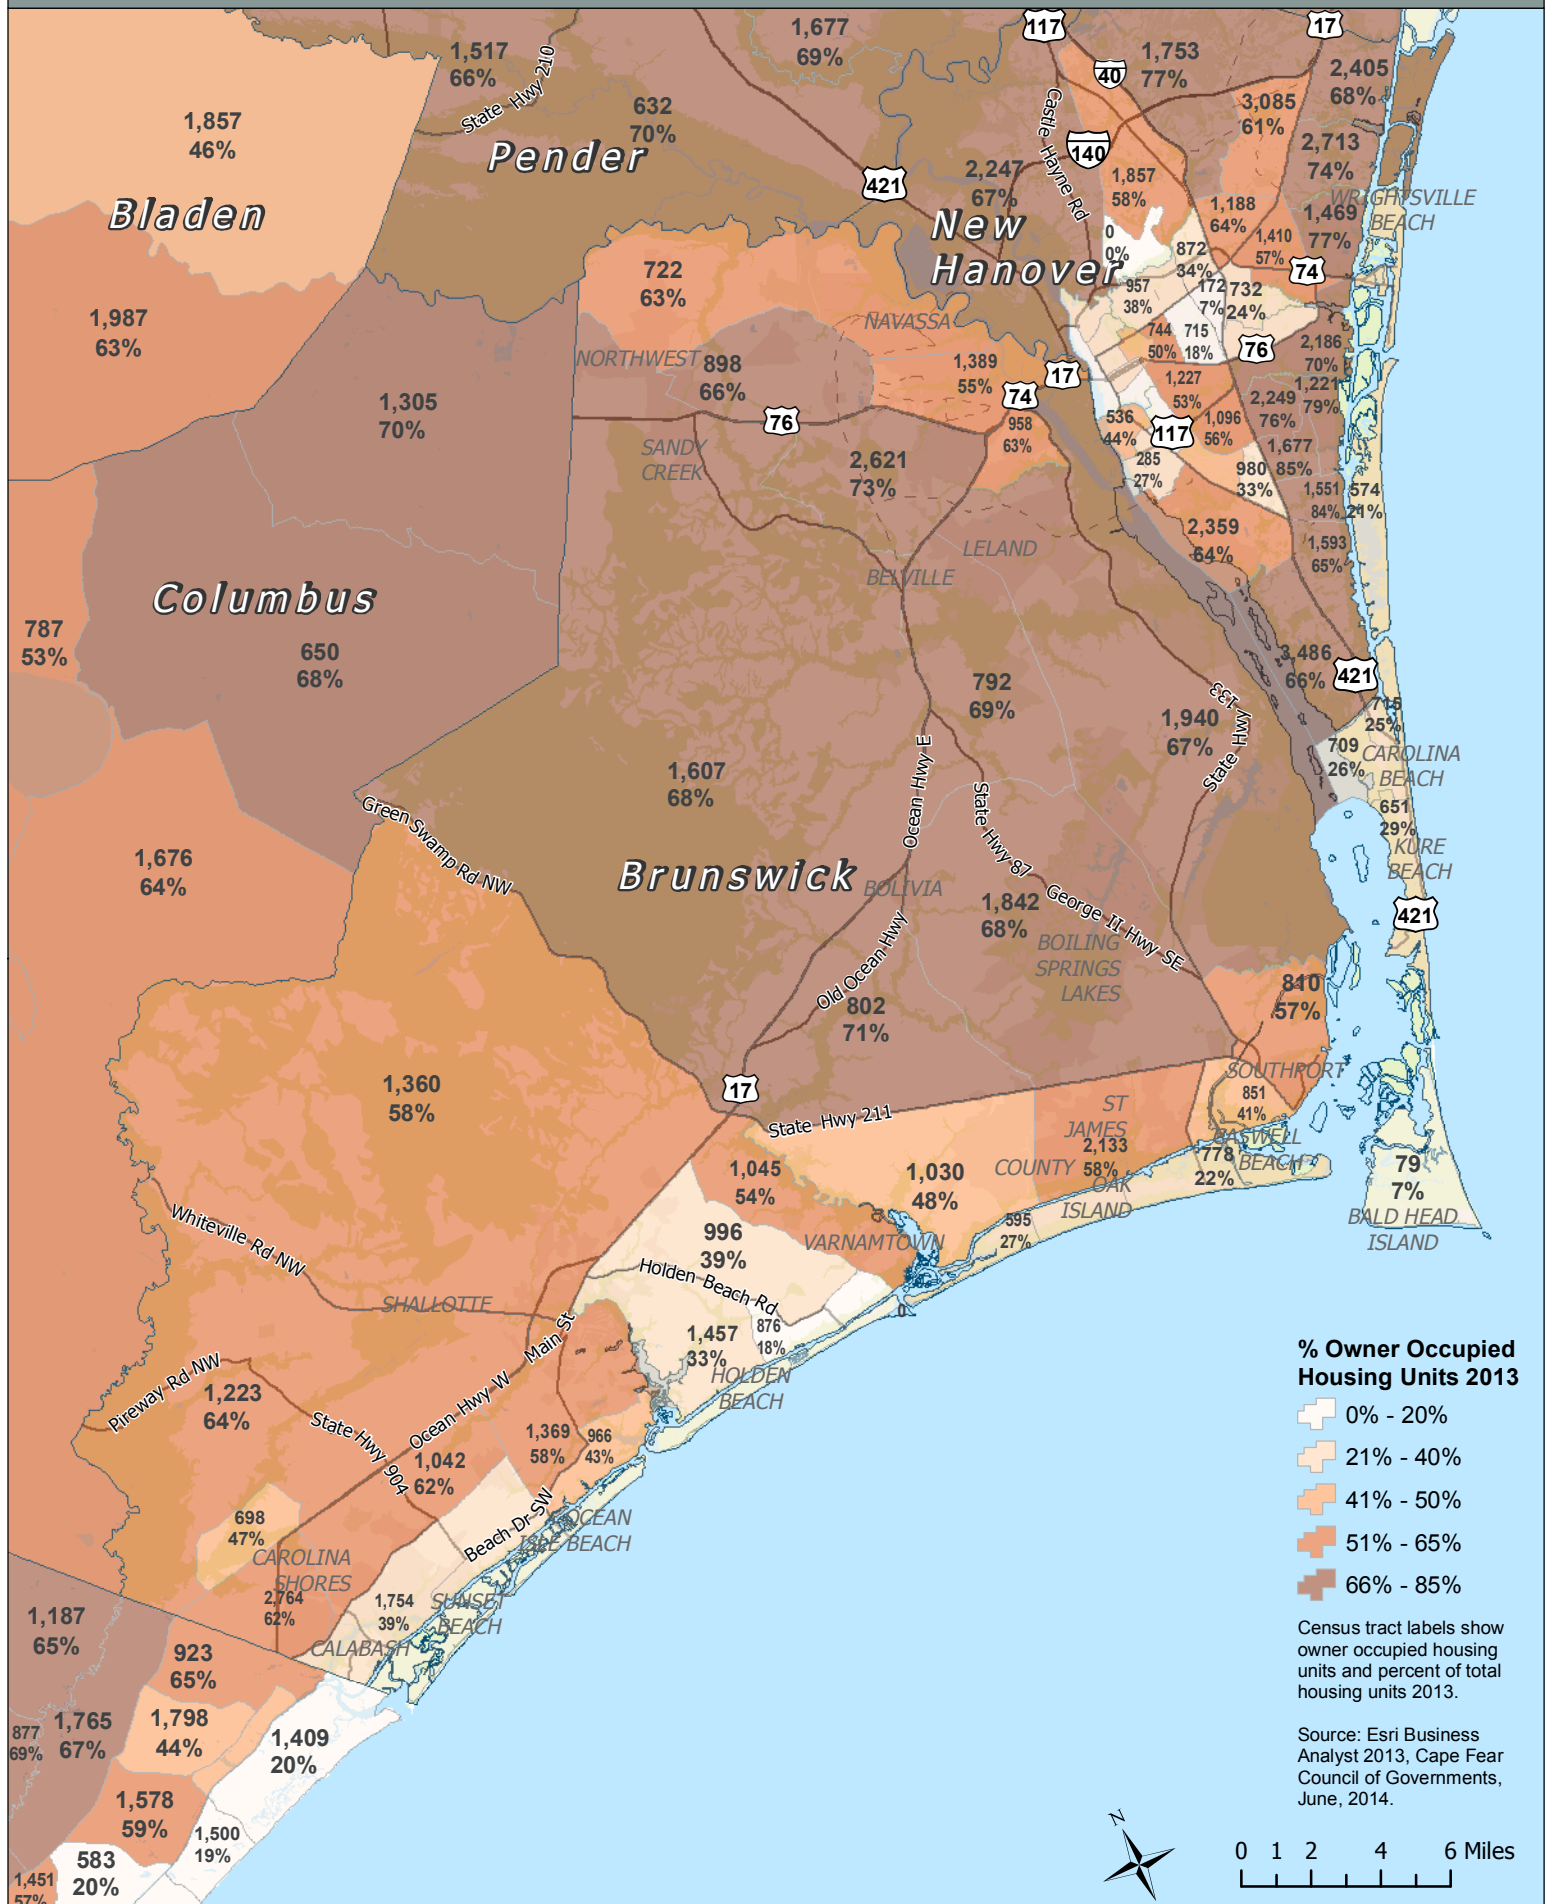 117
17
1,677
69%
1,517
66%
State Hwy 210
40
1,753
77%
2,405
68%
632
70%
Pender
1,857
46%
Bladen
3,085
61%
Castle Hayne Rd
140
2,713
74%
421
2,247
67%
1,857
58%
WRIGHTSVILLE
BEACH
1,188
64%
1,469
77%
New
Hanover
0
0%
872
34%
1,410
57%
74
722
63%
957
38%
172
7%
732
24%
1,987
63%
NAVASSA
744
50%
715
18%
76
2,186
70%
NORTHWEST
898
66%
1,389
55%
17
74
1,227
53%
1,221
79%
2,249
76%
1,305
70%
76
958
63%
536
44%
117
1,096
56%
SANDY
CREEK
2,621
73%
285
27%
980
33%
1,677
85%
1,551
84%
574
21%
2,359
64%
1,593
65%
LELAND
BELVILLE
Columbus
787
53%
650
68%
792
69%
3,486
66%
421
State Hwy 133
715
25%
1,940
67%
709
26%
CAROLINA
BEACH
1,607
68%
Ocean Hwy E
State Hwy 87
651
29%
KURE
BEACH
Green Swamp Rd NW
1,676
64%
Brunswick
BOLIVIA
1,842
68%
George II Hwy SE
421
BOILING
SPRINGS
LAKES
Old Ocean Hwy
802
71%
810
57%
17
1,360
58%
State Hwy 211
SOUTHPORT
851
41%
ST
JAMES
2,133
58%
CASWELL
BEACH
778
22%
COUNTY
OAK
ISLAND
79
7%
BALD HEAD
ISLAND
1,045
54%
1,030
48%
595
27%
996
39%
VARNAMTOWN
Whiteville Rd NW
Holden Beach Rd
0
SHALLOTTE
Main St
876
18%
1,457
33%
HOLDEN
BEACH
Pireway Rd NW
1,223
64%
State Hwy 904
Ocean Hwy W
1,042
62%
1,369
58%
966
43%
698
47%
Beach Dr SW
OCEAN
ISLE BEACH
CAROLINA
SHORES
2,764
62%
1,754
39%
SUNSET
BEACH
CALABASH
1,187
65%
923
65%
877
69%
1,765
67%
1,798
44%
1,409
20%
1,578
59%
1,500
19%
583
20%
1,451
57%
% Owner Occupied
Housing Units 2013
0% - 20%
21% - 40%
41% - 50%
51% - 65%
66% - 85%
Census tract labels show
owner occupied housing
units and percent of total
housing units 2013.
Source: Esri Business
Analyst 2013, Cape Fear
Council of Governments,
June, 2014.
N
0 1 2 4 6 Miles